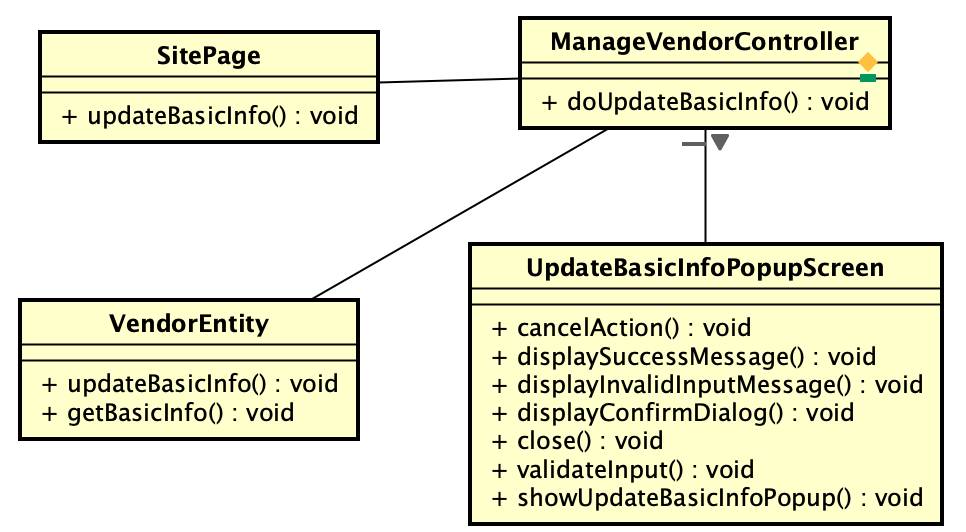 SitePage
+ updateBasicInfo() : void
ManageVendorController
+ doUpdateBasicInfo() : void
VendorEntity
+ updateBasicInfo() : void
+ getBasicInfo() : void
UpdateBasicInfoPopupScreen
+ cancelAction() : void
+ displaySuccessMessage() : void
+ displayInvalidInputMessage() : void
+ displayConfirmDialog() : void
+ close() : void
+ validateInput() : void
+ showUpdateBasicInfoPopup() : void